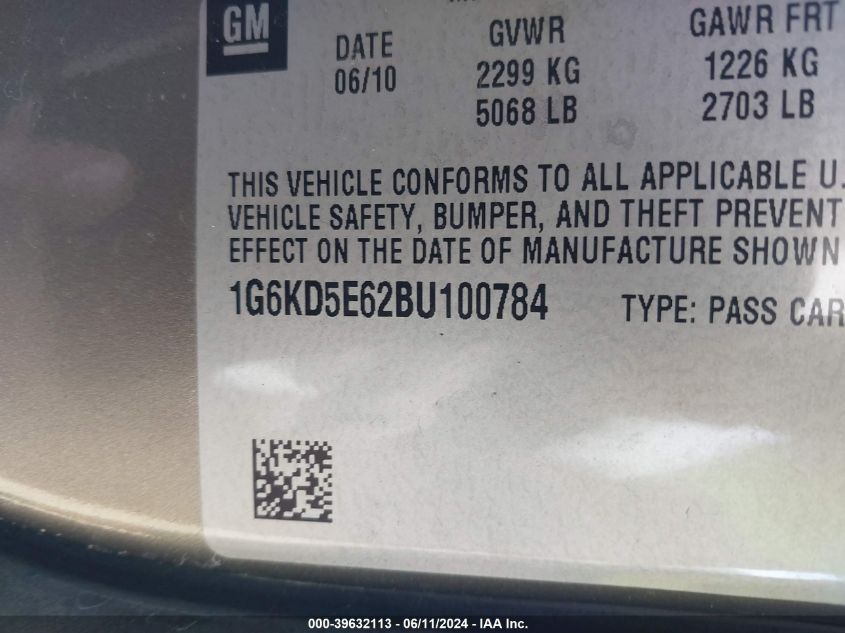 GM
DATE
06/10
GVWR
2299 KG
5068 LB
GAWR FRT
1226 KG
2703 LB
THIS VEHICLE CONFORMS TO ALL APPLICABLE U.
VEHICLE SAFETY, BUMPER, AND THEFT PREVENT
EFFECT ON THE DATE OF MANUFACTURE SHOWN
1G6KD5E62BU100784 TYPE: PASS CAR
000-39632113 - 06/11/2024 - IAA Inc.